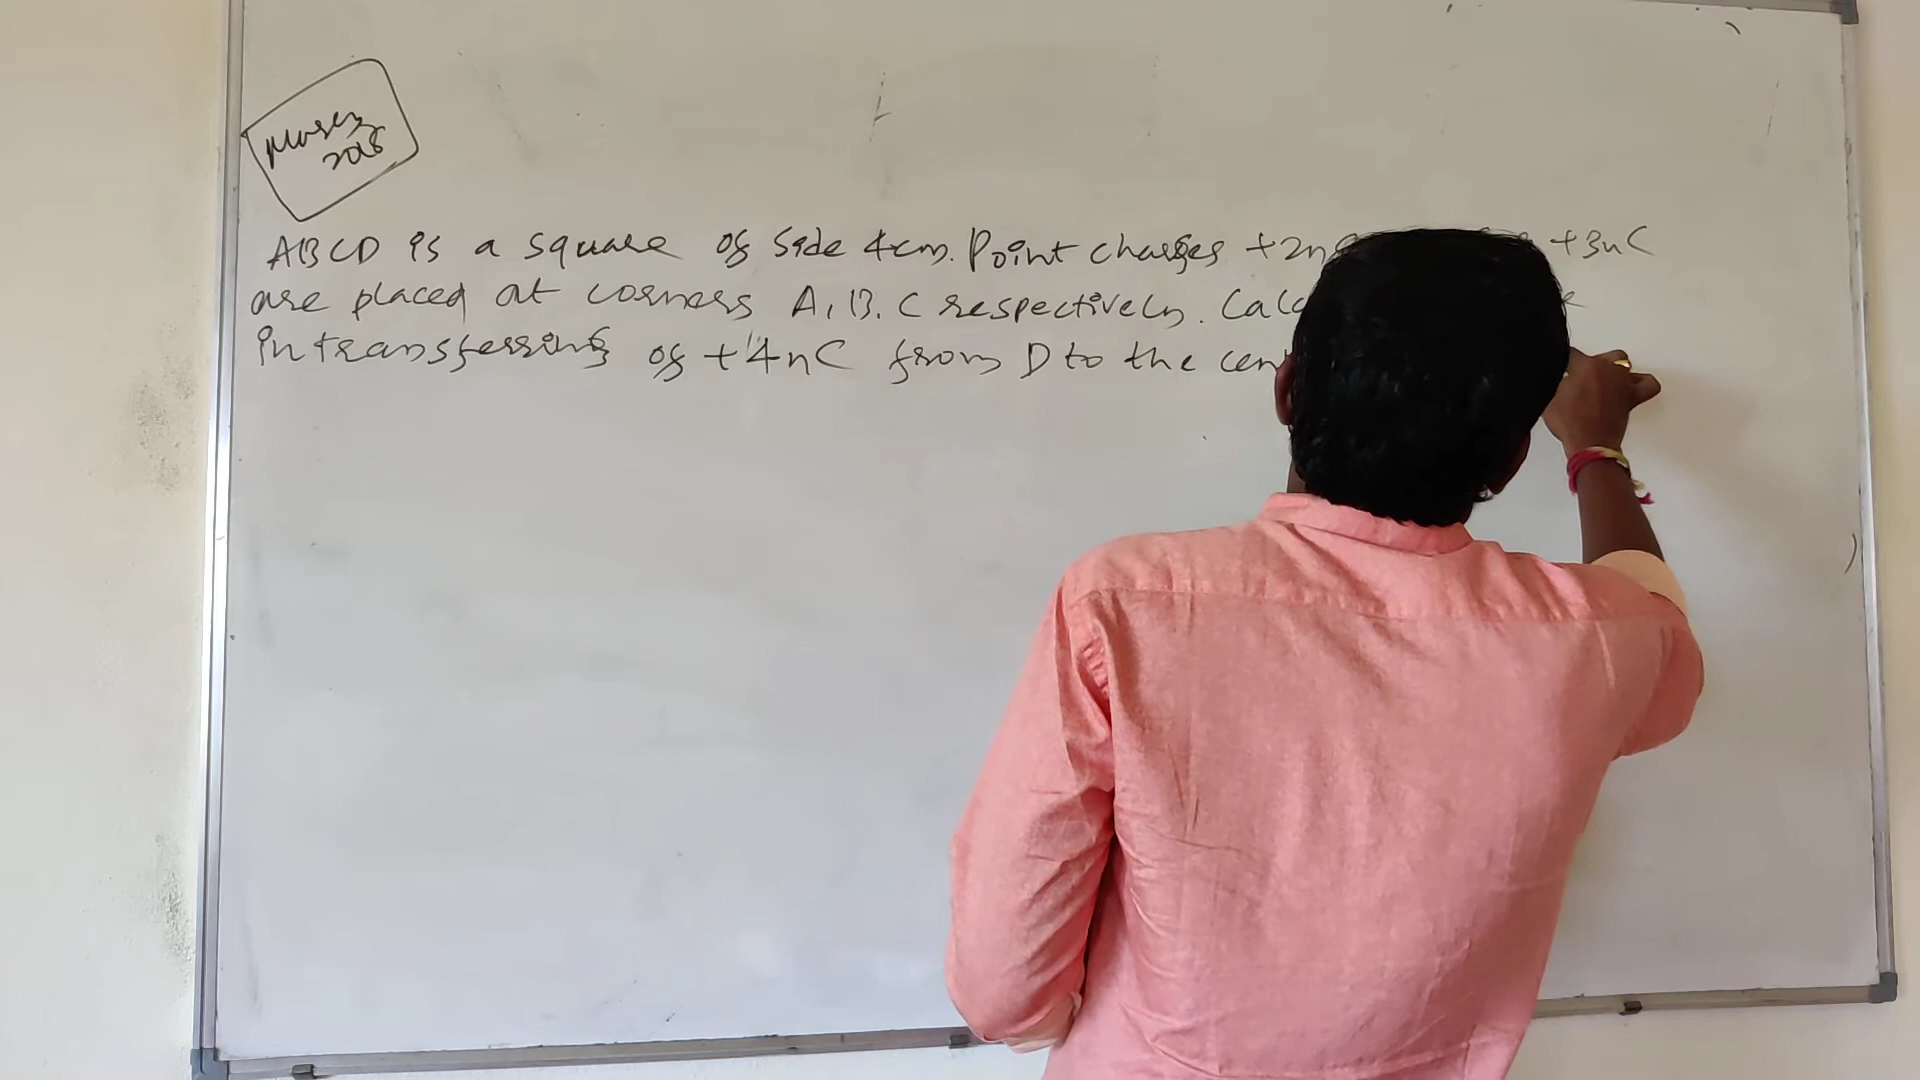 March
2018
ABCD is a square of side 4cm. Point charges +2n +3nC
are placed at corners A, B, C respectively. Calc
in transferring of +4nC from D to the cen